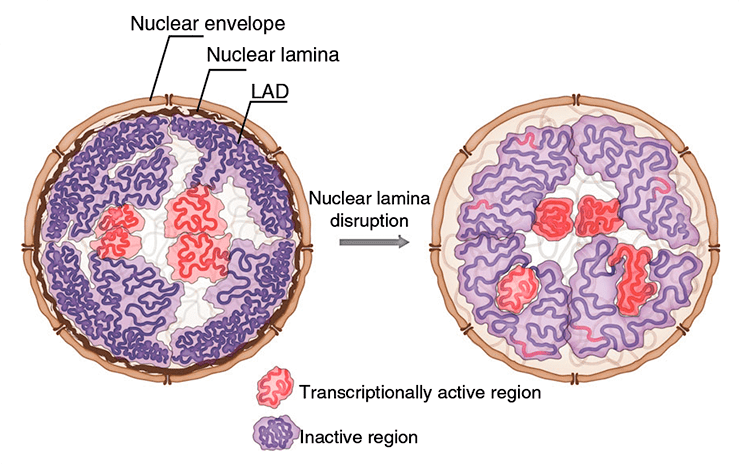 Nuclear envelope
Nuclear lamina
LAD
Nuclear lamina
disruption
Transcriptionally active region
Inactive region